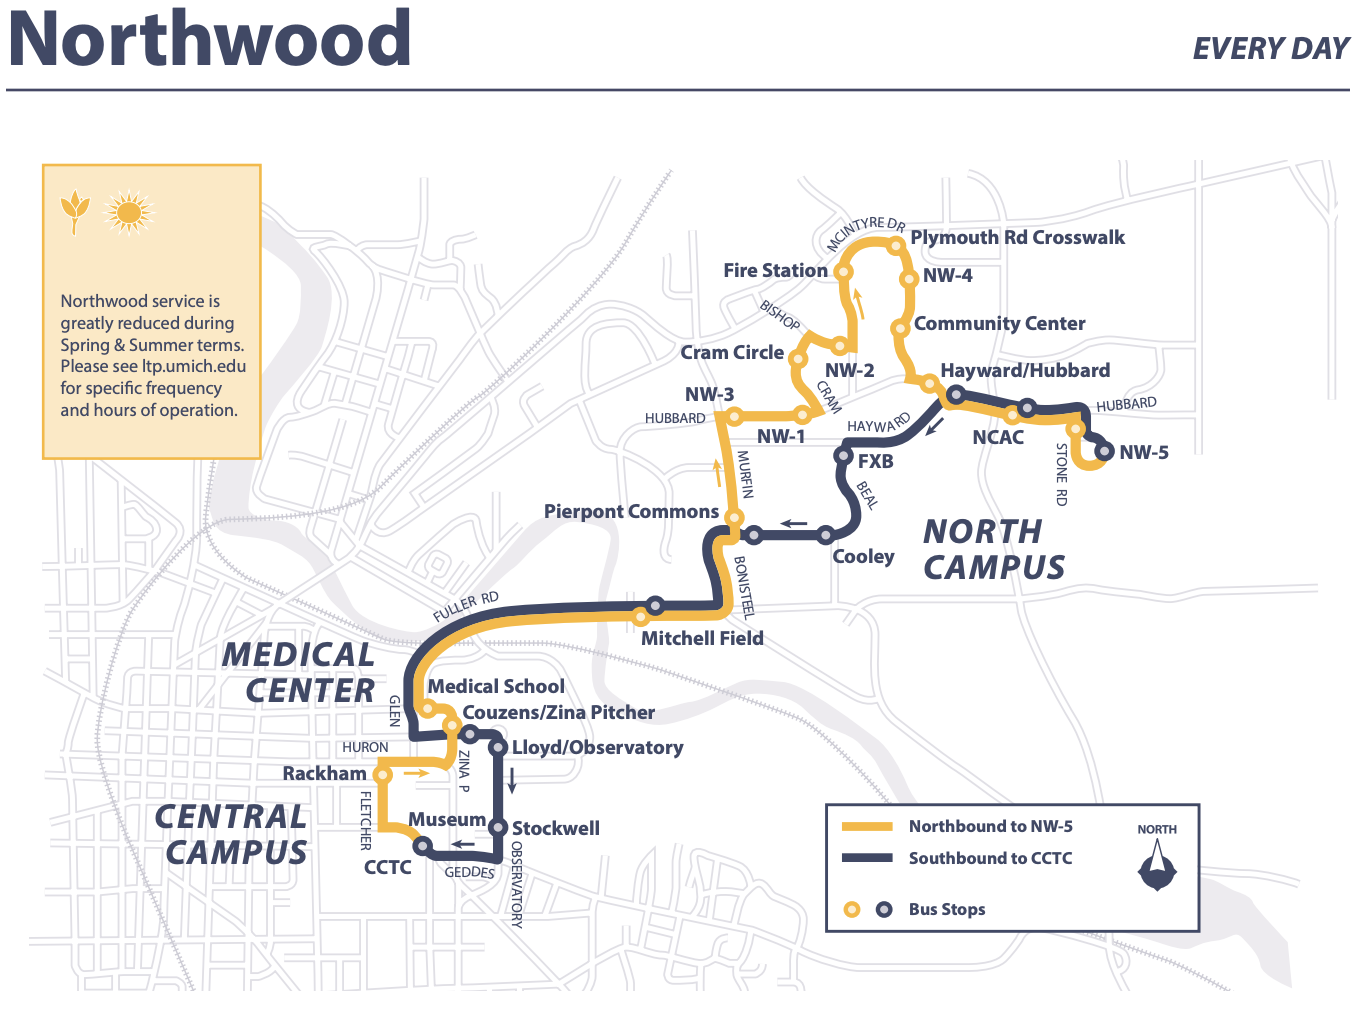 Northwood
EVERY DAY
Northwood service is
greatly reduced during
Spring & Summer terms.
Please see ltp.umich.edu
for specific frequency
and hours of operation.
MCINTYRE DR
Plymouth Rd Crosswalk
Fire Station
NW-4
BISHOP
Community Center
Cram Circle
NW-2
Hayward/Hubbard
NW-3
CRAM
HUBBARD
HUBBARD
NW-1
HAYWARD
NCAC
NW-5
FXB
MURFIN
STONE RD
BEAL
Pierpont Commons
Cooley
NORTH
CAMPUS
BONISTEEL
FULLER RD
Mitchell Field
MEDICAL
CENTER
Medical School
GLEN
Couzens/Zina Pitcher
HURON
Lloyd/Observatory
ZINA P
Rackham
FLETCHER
CENTRAL
CAMPUS
Museum
Stockwell
CCTC
GEDDES
OBSERVATORY
Northbound to NW-5
NORTH
Southbound to CCTC
Bus Stops